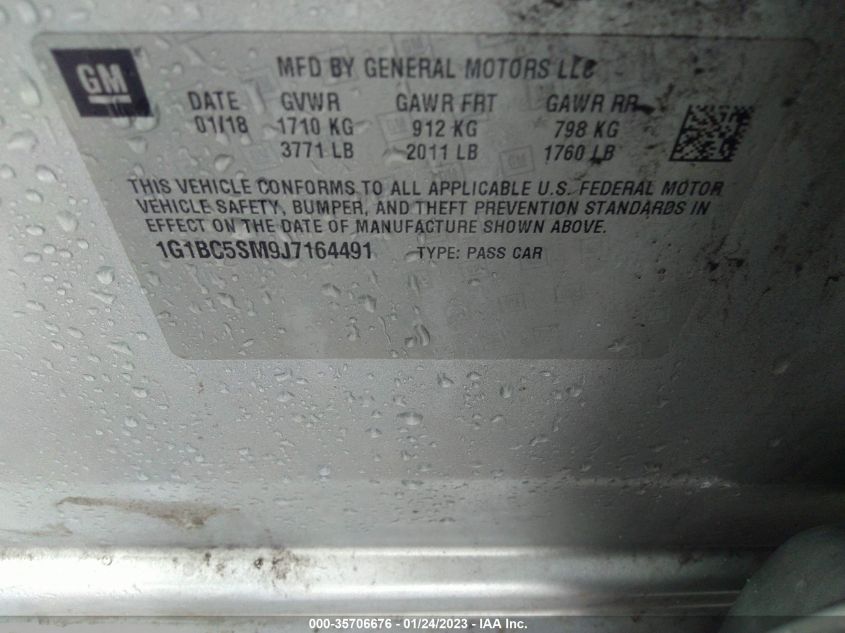 GM
MFD BY GENERAL MOTORS LLC
DATE GVWR GAWR FRT GAWR RR
01/18 1710 KG 912 KG 798 KG
3771 LB 2011 LB 1760 LB
THIS VEHICLE CONFORMS TO ALL APPLICABLE U.S. FEDERAL MOTOR
VEHICLE SAFETY, BUMPER, AND THEFT PREVENTION STANDARDS IN
EFFECT ON THE DATE OF MANUFACTURE SHOWN ABOVE.
1G1BC5SM9J7164491 TYPE: PASS CAR
000-35706676 - 01/24/2023 - IAA Inc.